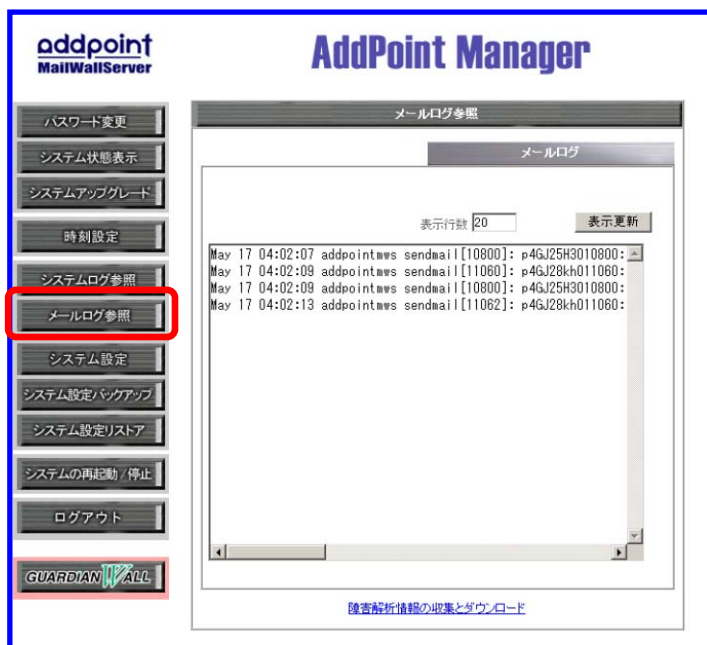 addpoint
MailWallServer
AddPoint Manager
パスワード変更
システム状態表示
システムアップグレード
時刻設定
システムログ参照
メールログ参照
システム設定
システム設定バックアップ
システム設定リストア
システムの再起動/停止
ログアウト
GUARDIAN WALL
メールログ参照
メールログ
表示行数 20 表示更新
May 17 04:02:07 addpointmws sendmail[10800]: p4GJ25H3010800:
May 17 04:02:09 addpointmws sendmail[11060]: p4GJ28kh011060:
May 17 04:02:09 addpointmws sendmail[10800]: p4GJ25H3010800:
May 17 04:02:13 addpointmws sendmail[11062]: p4GJ28kh011060:
障害解析情報の収集とダウンロード